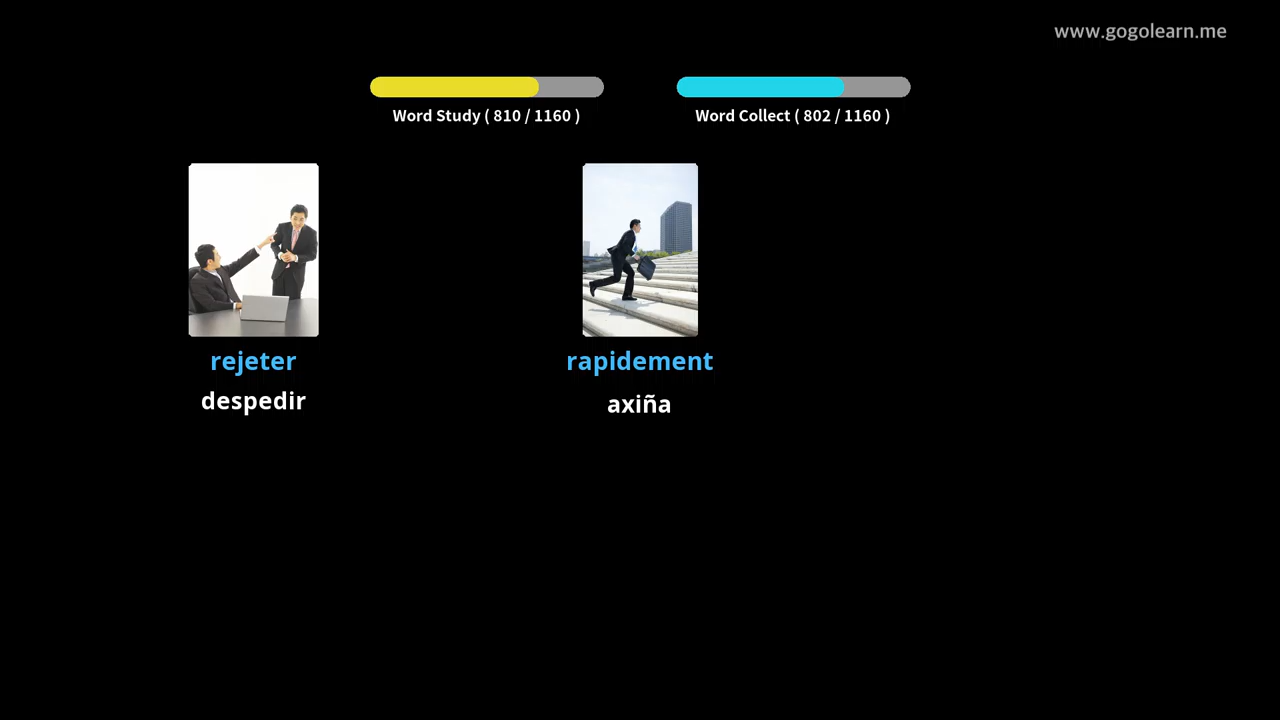 www.gogolearn.me
Word Study ( 810 / 1160 )
Word Collect ( 802 / 1160 )
rejeter
despedir
rapidement
axiña